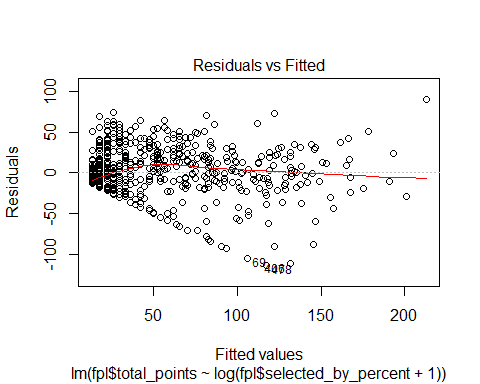 Residuals vs Fitted
Residuals
100
50
0
-50
-100
69
50
100
150
200
Fitted values
lm(fpl$total_points ~ log(fpl$selected_by_percent + 1))